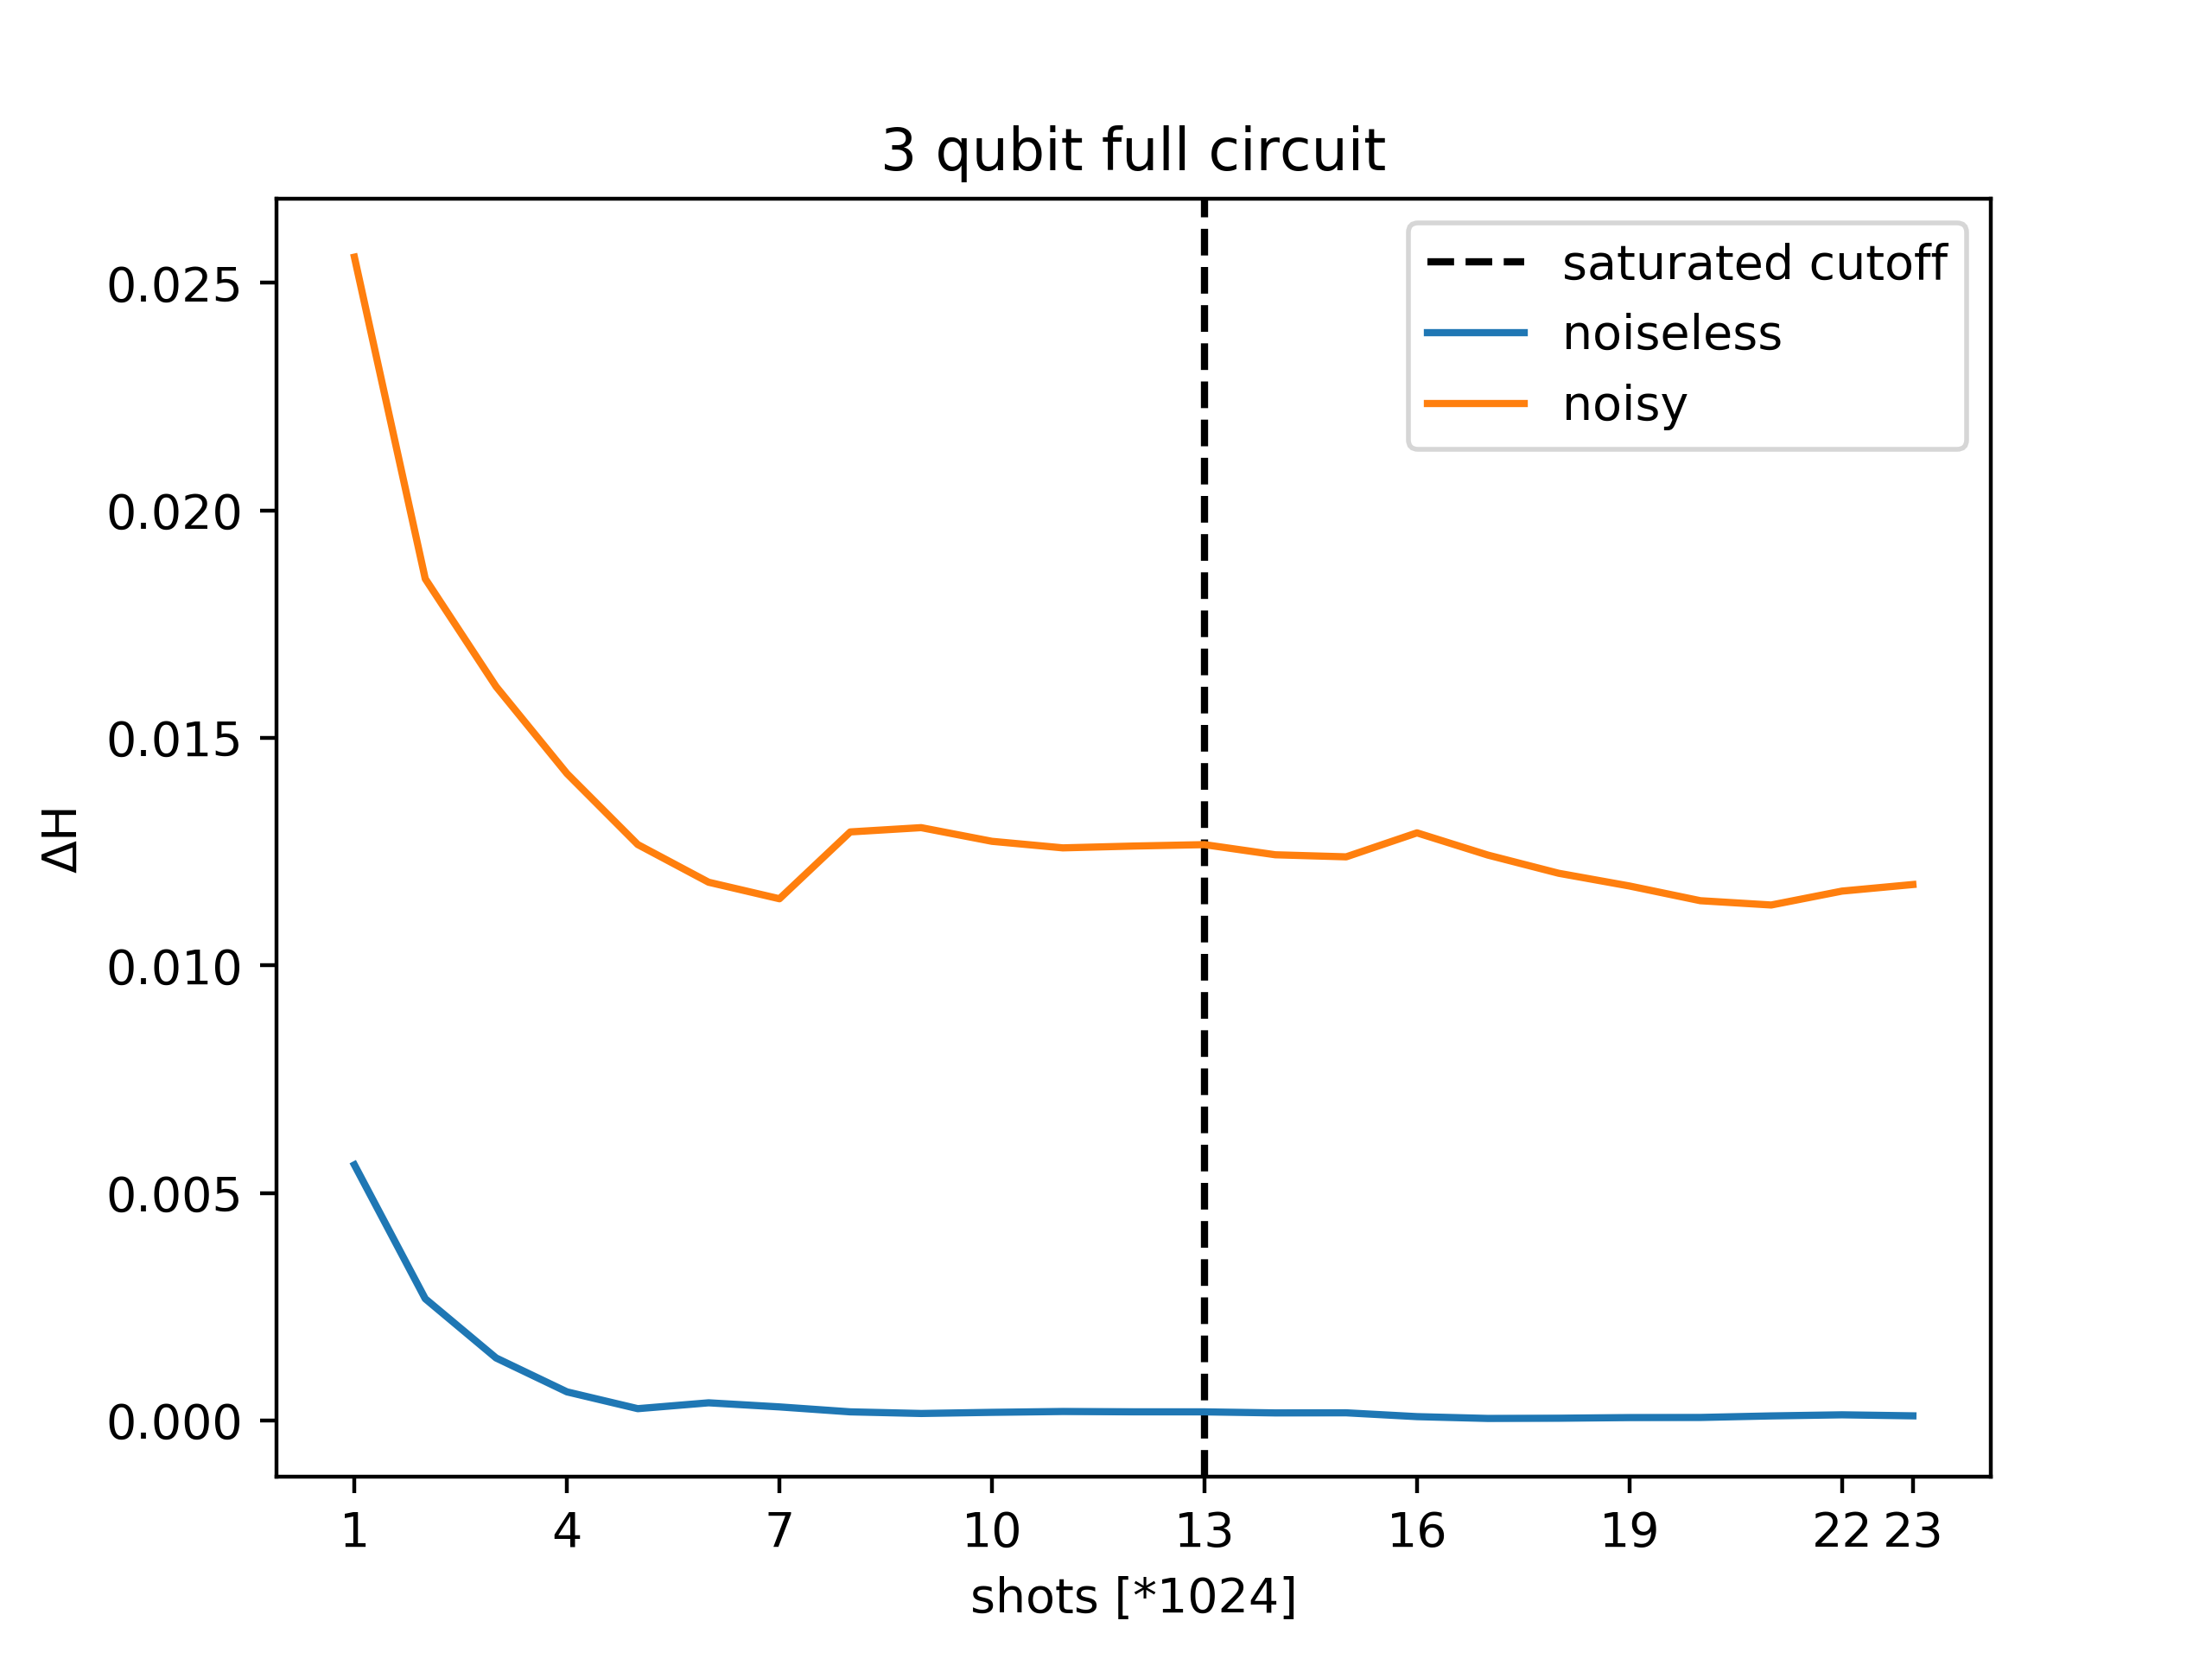 3 qubit full circuit
saturated cutoff
noiseless
noisy
0.025
0.020
0.015
0.010
0.005
0.000
ΔH
1 4 7 10 13 16 19 22 23
shots [*1024]